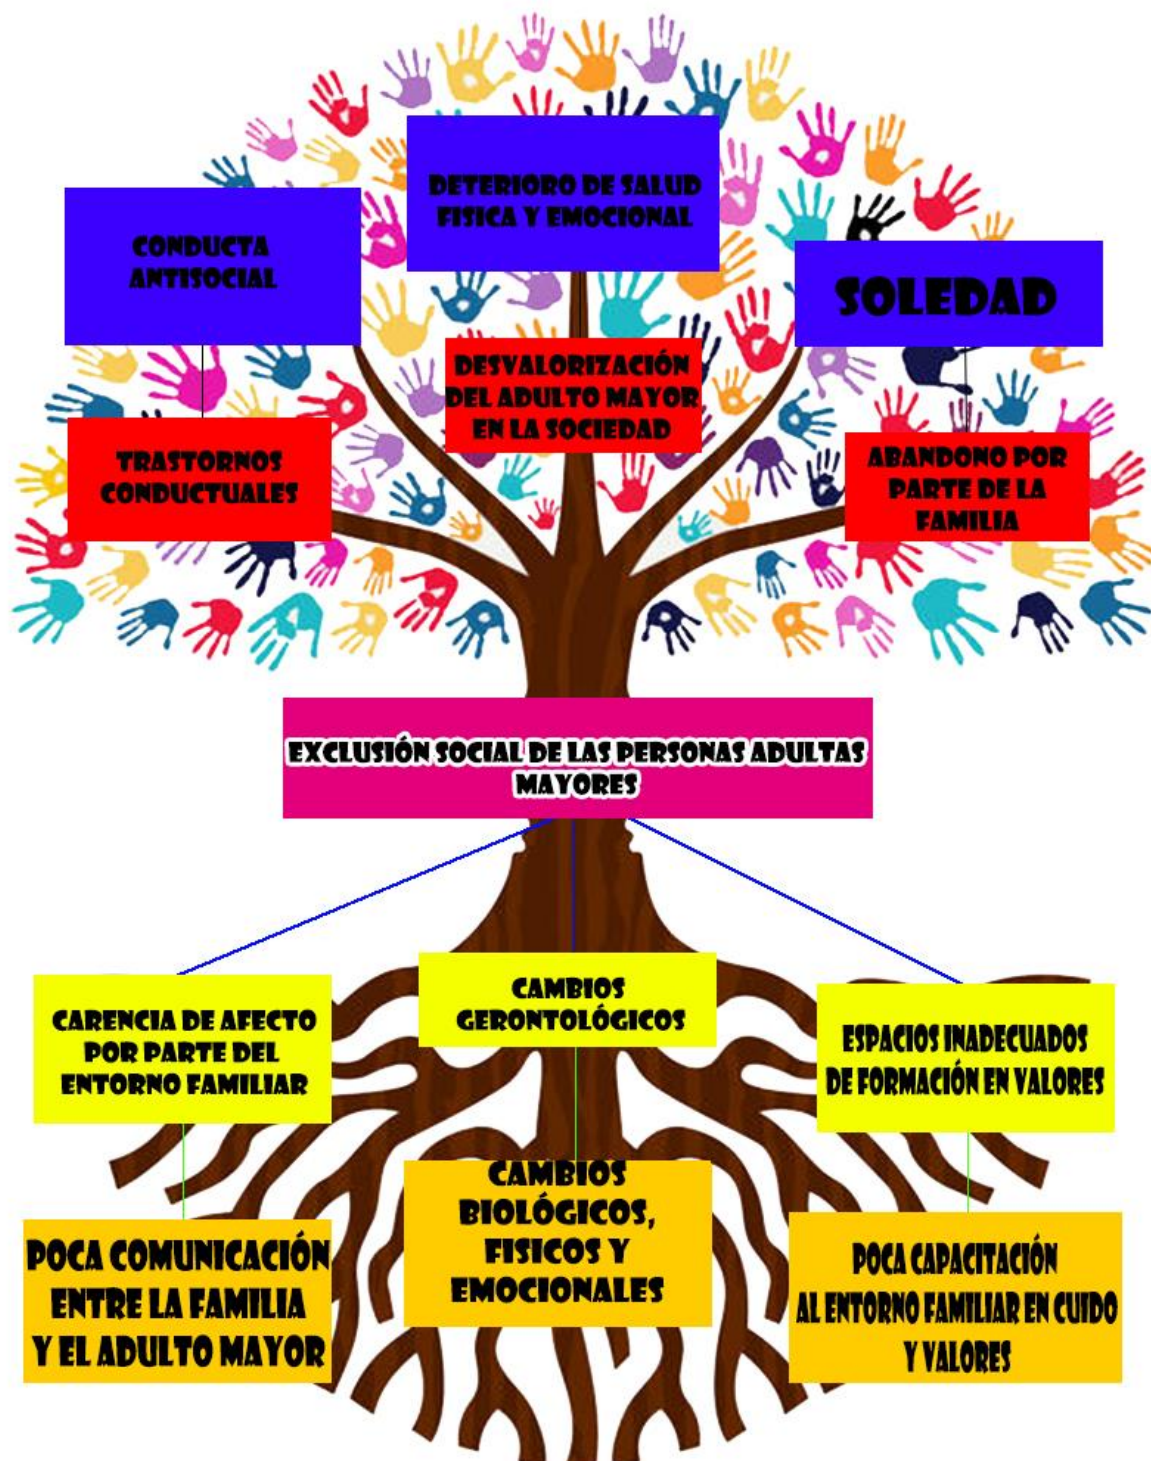 DETERIORO DE SALUD
FISICA Y EMOCIONAL
CONDUCTA
ANTISOCIAL
SOLEDAD
DESVALORIZACIÓN
DEL ADULTO MAYOR
EN LA SOCIEDAD
TRASTORNOS
CONDUCTUALES
ABANDONO POR
PARTE DE LA
FAMILIA
EXCLUSIÓN SOCIAL DE LAS PERSONAS ADULTAS
MAYORES
CARENCIA DE AFECTO
POR PARTE DEL
ENTORNO FAMILIAR
CAMBIOS
GERONTOLÓGICOS
ESPACIOS INADECUADOS
DE FORMACIÓN EN VALORES
POCA COMUNICACIÓN
ENTRE LA FAMILIA
Y EL ADULTO MAYOR
CAMBIOS
BIOLÓGICOS,
FISICOS Y
EMOCIONALES
POCA CAPACITACIÓN
AL ENTORNO FAMILIAR EN CUIDO
Y VALORES